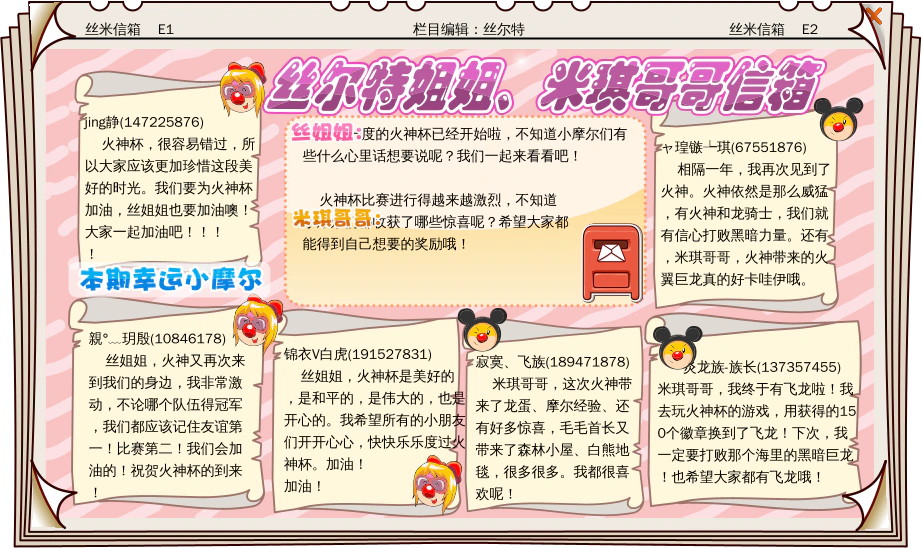 丝米信箱 E1
栏目编辑：丝尔特
丝米信箱 E2
丝尔特姐姐、米琪哥哥信箱
jing静(147225876)
火神杯，很容易错过，所
以大家应该更加珍惜这段美
好的时光。我们要为火神杯
加油，丝姐姐也要加油噢！
大家一起加油吧！！！
！
丝姐姐:
度的火神杯已经开始啦，不知道小摩尔们有
些什么心里话想要说呢？我们一起来看看吧！
火神杯比赛进行得越来越激烈，不知道
米琪哥哥:
收获了哪些惊喜呢？希望大家都
能得到自己想要的奖励哦！
ャ瑝镞┺琪(67551876)
相隔一年，我再次见到了
火神。火神依然是那么威猛
，有火神和龙骑士，我们就
有信心打败黑暗力量。还有
，米琪哥哥，火神带来的火
翼巨龙真的好卡哇伊哦。
本期幸运小摩尔
親°﹏玥殷(10846178)
丝姐姐，火神又再次来
到我们的身边，我非常激
动，不论哪个队伍得冠军
，我们都应该记住友谊第
一！比赛第二！我们会加
油的！祝贺火神杯的到来
！
锦衣V白虎(191527831)
丝姐姐，火神杯是美好的
，是和平的，是伟大的，也是
开心的。我希望所有的小朋友
们开开心心，快快乐乐度过火
神杯。加油！
加油！
寂寞、飞族(189471878)
米琪哥哥，这次火神带
来了龙蛋、摩尔经验、还
有好多惊喜，毛毛首长又
带来了森林小屋、白熊地
毯，很多很多。我都很喜
欢呢！
炎龙族-族长(137357455)
米琪哥哥，我终于有飞龙啦！我
去玩火神杯的游戏，用获得的15
0个徽章换到了飞龙！下次，我
一定要打败那个海里的黑暗巨龙
！也希望大家都有飞龙哦！